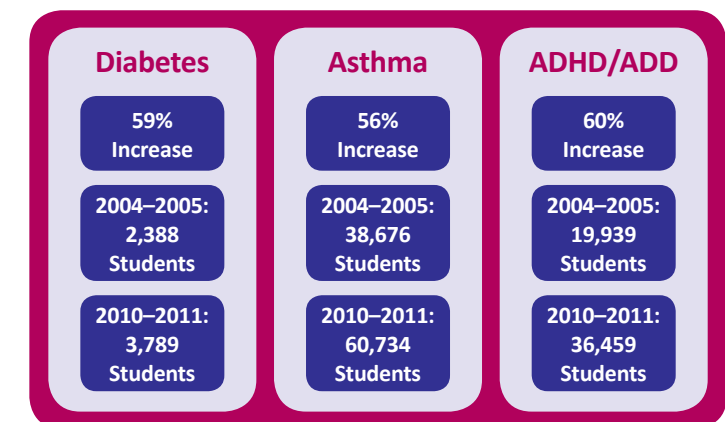 Diabetes
59%
Increase
2004–2005:
2,388
Students
2010–2011:
3,789
Students
Asthma
56%
Increase
2004–2005:
38,676
Students
2010–2011:
60,734
Students
ADHD/ADD
60%
Increase
2004–2005:
19,939
Students
2010–2011:
36,459
Students